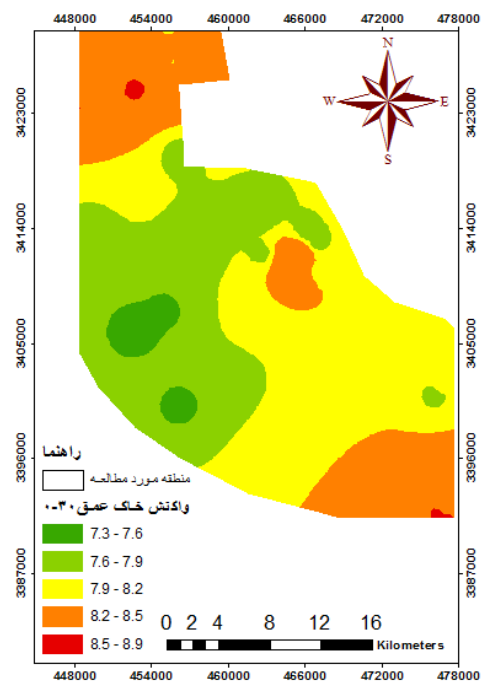 448000 454000 460000 466000 472000 478000
N
W E
S
3423000 3423000
3414000 3414000
3405000 3405000
3396000 3396000
3387000 3387000
راهنما
منطقه مورد مطالعه
واکنش خاک عمق ۳۰-۰
7.3 - 7.6
7.6 - 7.9
7.9 - 8.2
8.2 - 8.5
8.5 - 8.9
0 2 4 8 12 16
Kilometers
448000 454000 460000 466000 472000 478000